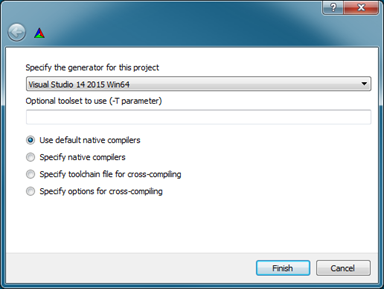 Specify the generator for this project
Visual Studio 14 2015 Win64
Optional toolset to use (-T parameter)
Use default native compilers
Specify native compilers
Specify toolchain file for cross-compiling
Specify options for cross-compiling
Finish
Cancel